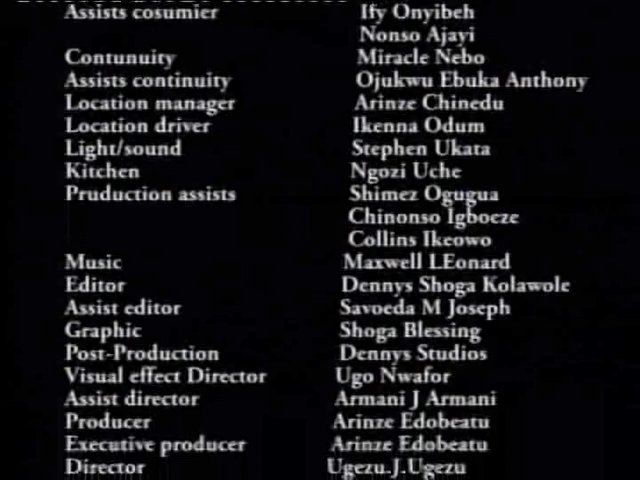 Assists cosumier Ify Onyibeh
Nonso Ajayi
Contunuity Miracle Nebo
Assists continuity Ojukwu Ebuka Anthony
Location manager Arinze Chinedu
Location driver Ikenna Odum
Light/sound Stephen Ukata
Kitchen Ngozi Uche
Pruduction assists Shimez Ogugua
Chinonso Igboeze
Collins Ikeowo
Music Maxwell LEonard
Editor Dennys Shoga Kolawole
Assist editor Savoeda M Joseph
Graphic Shoga Blessing
Post-Production Dennys Studios
Visual effect Director Ugo Nwafor
Assist director Armani J Armani
Producer Arinze Edobeatu
Executive producer Arinze Edobeatu
Director Ugezu.J.Ugezu